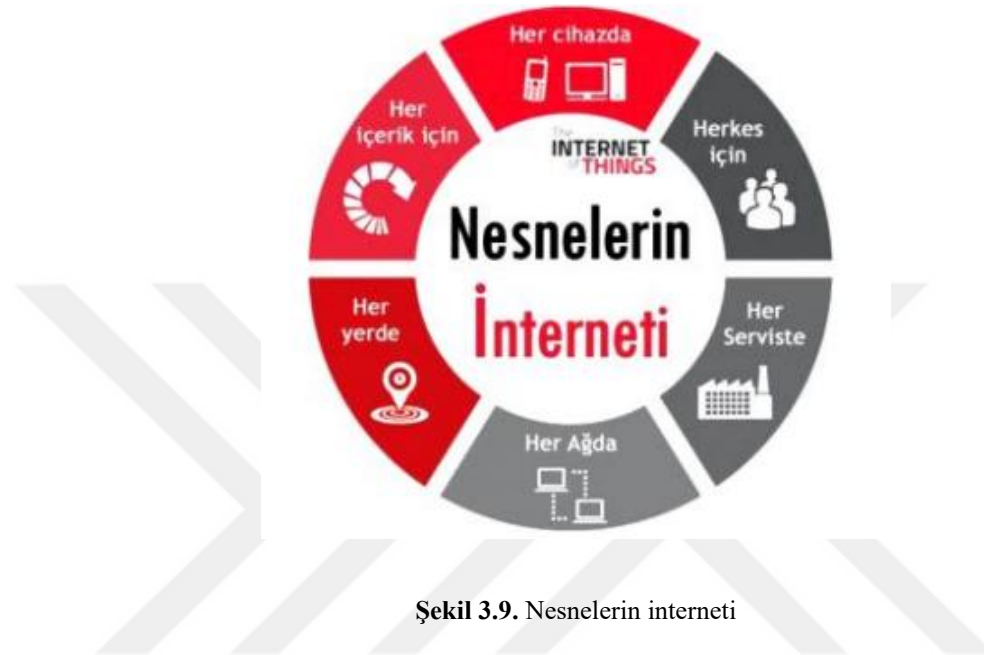 Her cihazda
Her
içerik için
Herkes
için
The
INTERNET
of
THINGS
Nesnelerin
İnterneti
Her
yerde
Her
Serviste
Her Ağda
Şekil 3.9. Nesnelerin interneti